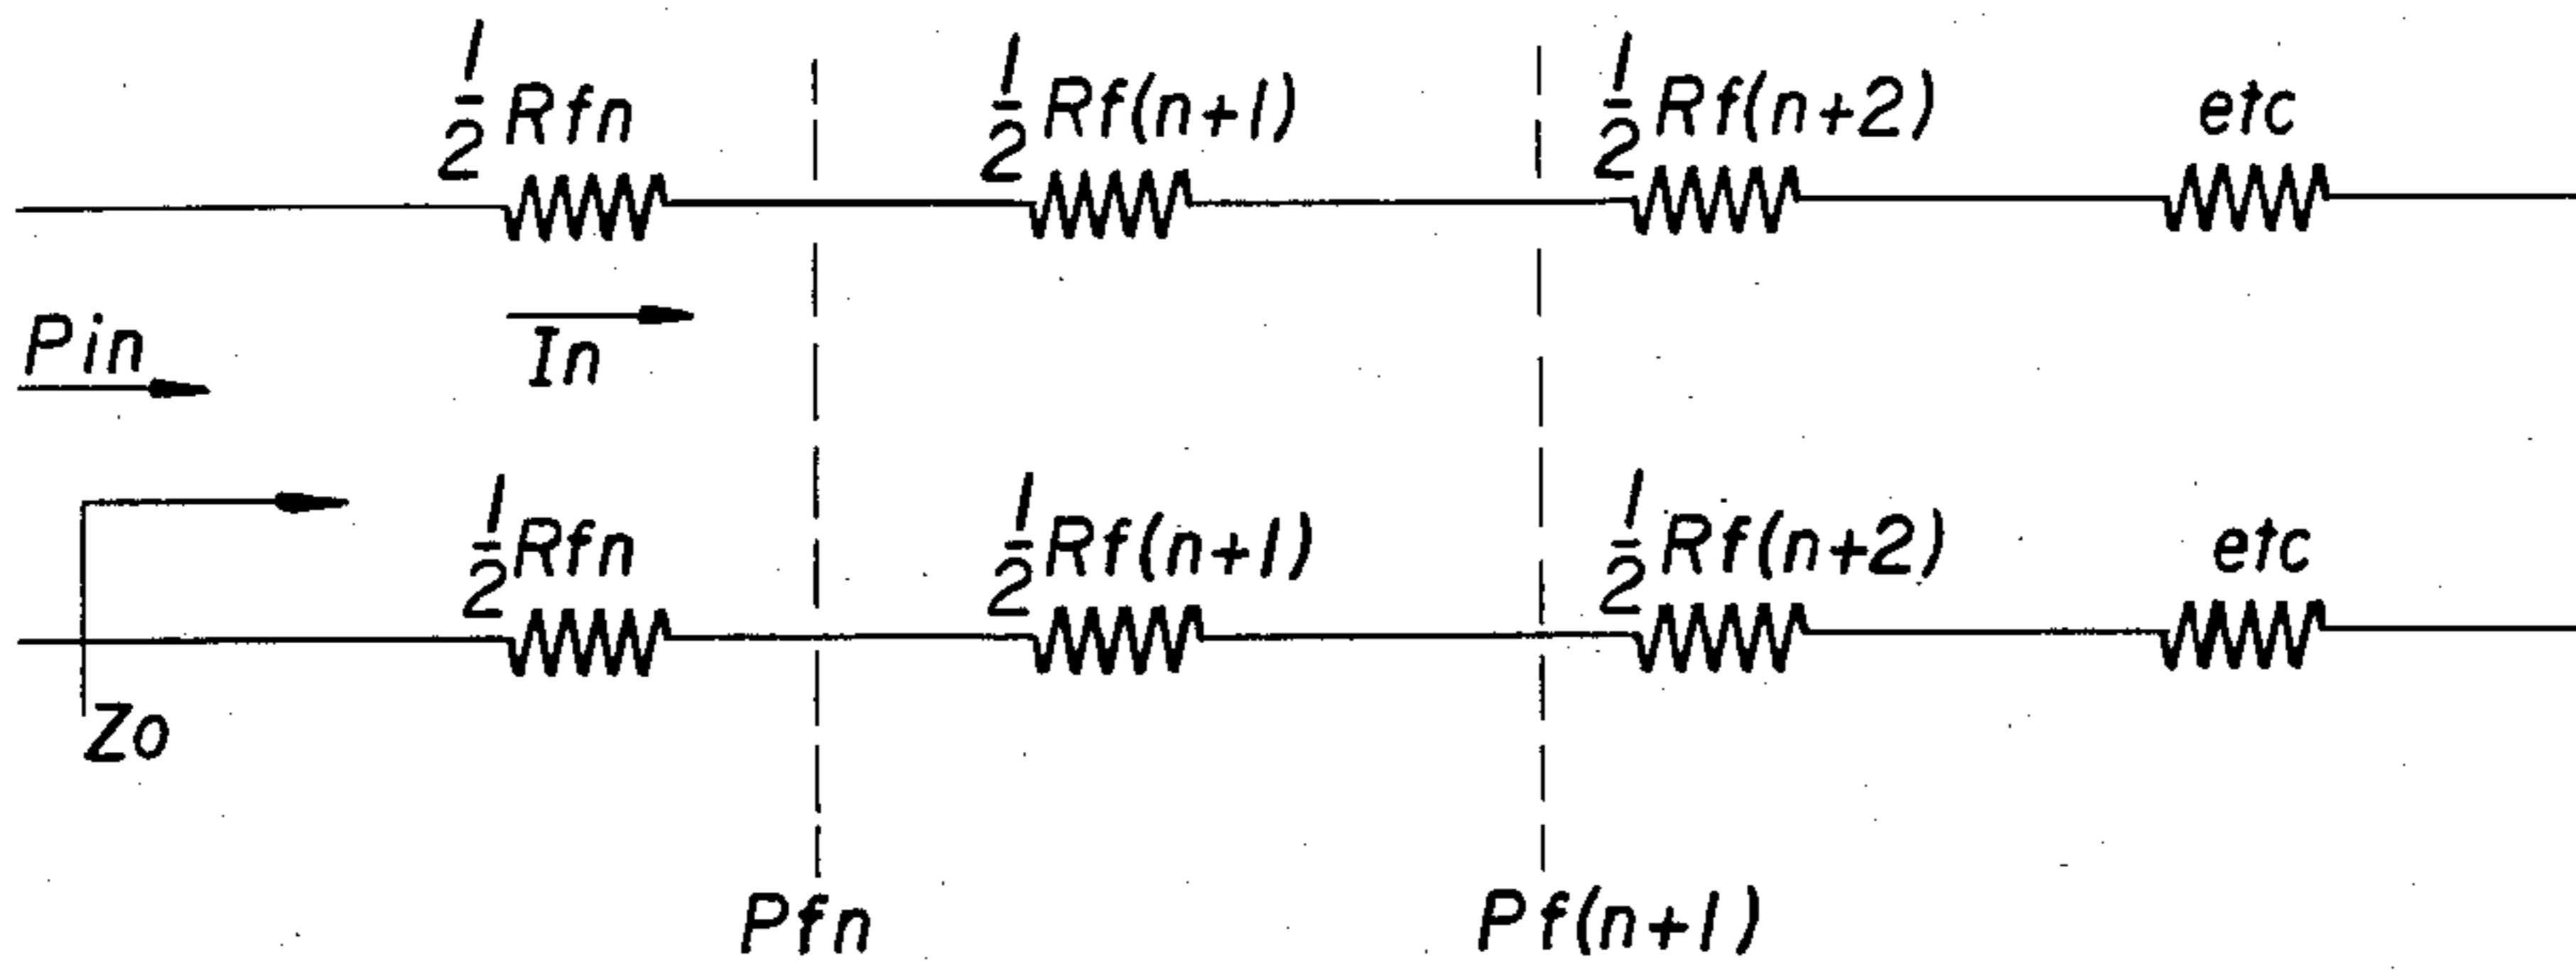 ½ Rfn ½ Rf(n+1) ½ Rf(n+2) etc
Pin
In
½ Rfn ½ Rf(n+1) ½ Rf(n+2) etc
Zo
Pfn Pf(n+1)